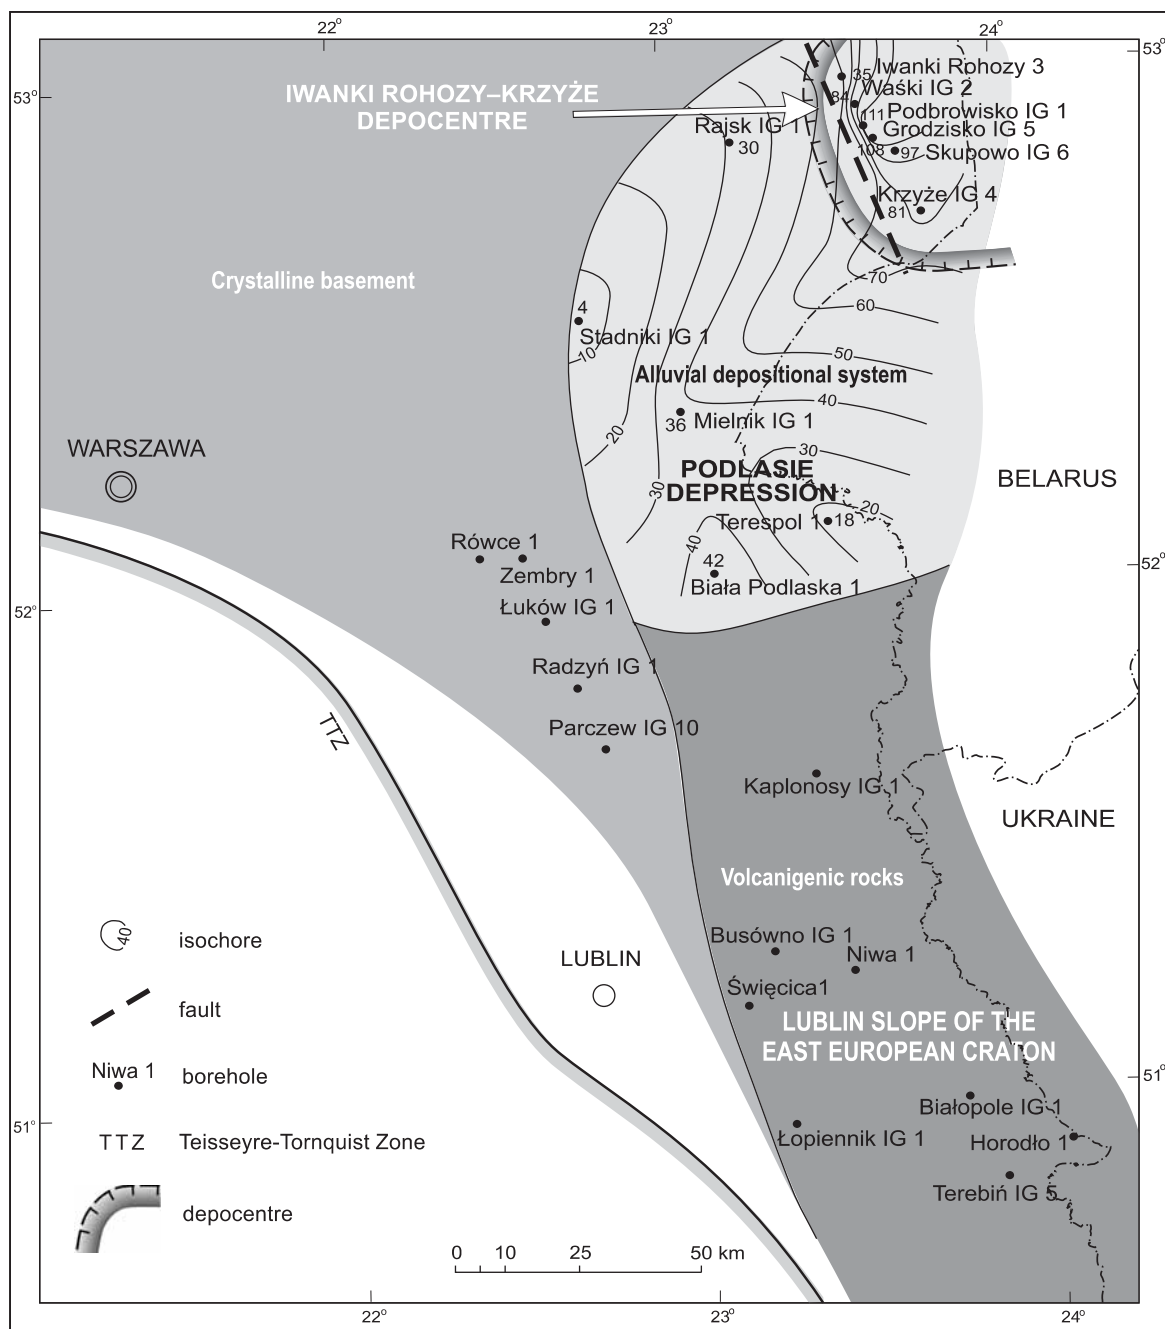 22°
23°
24°
53°
53°
IWANKI ROHOZY–KRZYŻE
DEPOCENTRE
35 Iwanki Rohozy 3
84 Waśki IG 2
111 Podbrowisko IG 1
Grodzisko IG 5
108
97 Skupowo IG 6
Rajsk IG 1
30
Krzyże IG 4
81
Crystalline basement
70
60
4
Stadniki IG 1
10
50
Alluvial depositional system
40
36 Mielnik IG 1
20
30
WARSZAWA
PODLASIE
DEPRESSION
BELARUS
30
20
Terespol 1 18
40
Rówce 1
Zembry 1
42
Biała Podlaska 1
52°
52°
Łuków IG 1
Radzyń IG 1
TTZ
Parczew IG 10
Kaplonosy IG 1
UKRAINE
Volcanigenic rocks
40
isochore
Busówno IG 1
Niwa 1
LUBLIN
Święcica1
fault
LUBLIN SLOPE OF THE
EAST EUROPEAN CRATON
Niwa 1
borehole
51°
51°
Białopole IG 1
TTZ
Teisseyre-Tornquist Zone
Łopiennik IG 1
Horodło 1
Terebiń IG 5
depocentre
0 10 25 50 km
22°
23°
24°